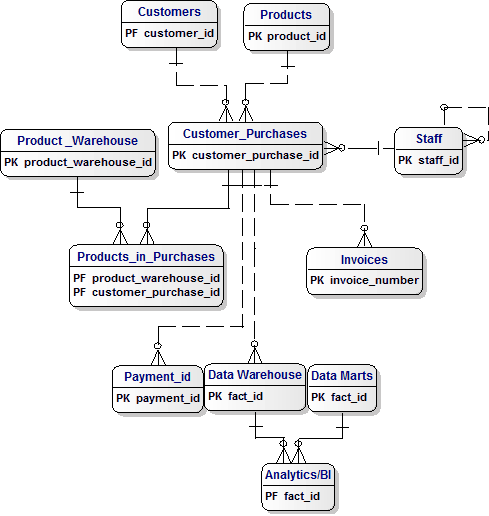 Customers
PF customer_id
Products
PK product_id
Customer_Purchases
PK customer_purchase_id
Staff
PK staff_id
Product _Warehouse
PK product_warehouse_id
Products_in_Purchases
PF product_warehouse_id
PF customer_purchase_id
Invoices
PK invoice_number
Payment_id
PK payment_id
Data Warehouse
PK fact_id
Data Marts
PK fact_id
Analytics/BI
PF fact_id